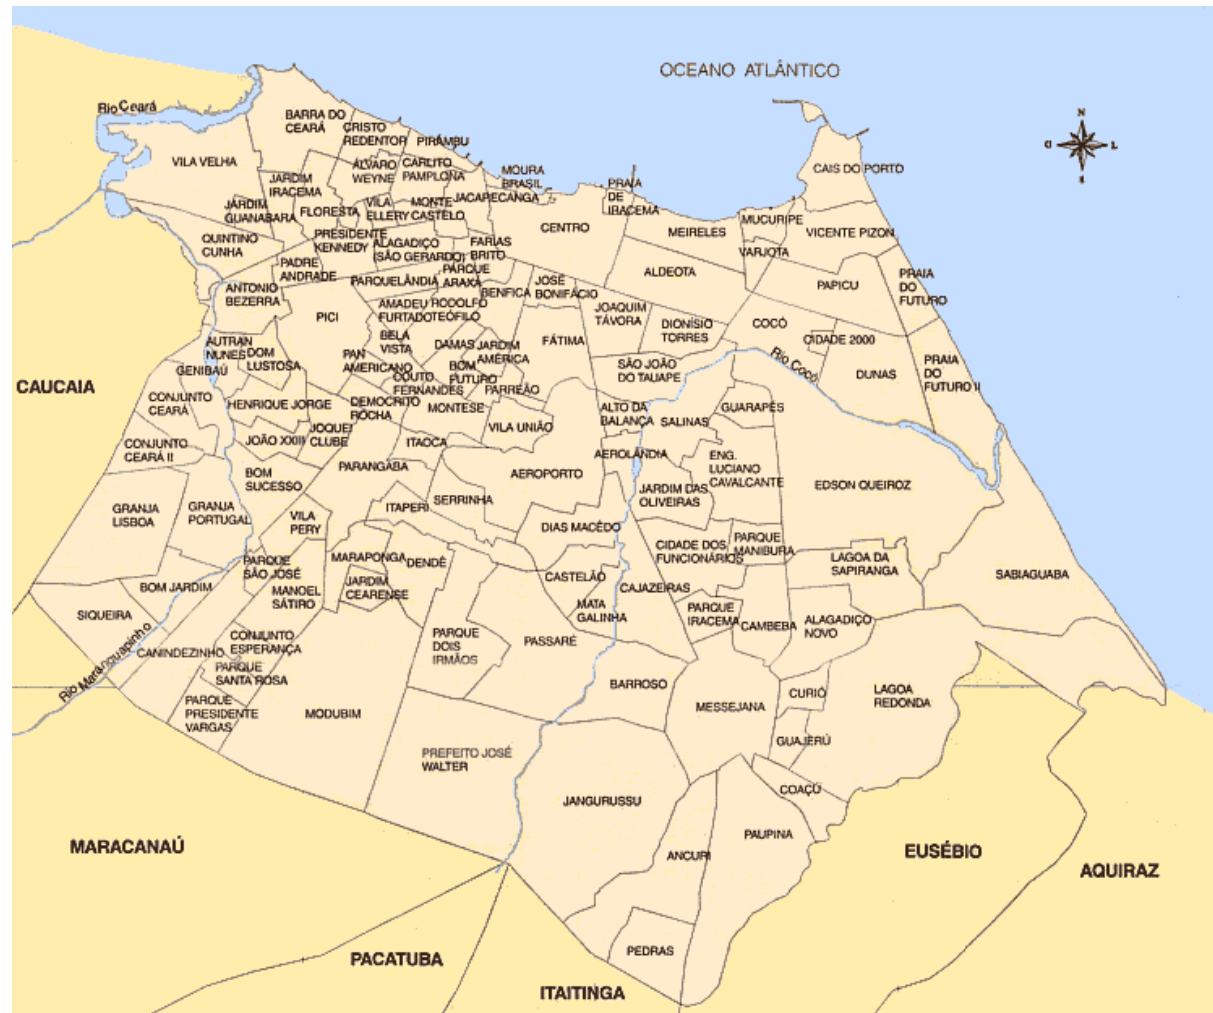 OCEANO ATLÂNTICO
N
O
L
S
Rio Ceará
BARRA DO
CEARÁ
CRISTO
REDENTOR
PIRAMBU
VILA VELHA
ÁLVARO
WEYNE
CARLITO
PAMPLONA
MOURA
BRASIL
PRAIA
DE
IRACEMA
CAIS DO PORTO
JARDIM
IRACEMA
JARDIM
GUANABARA
FLORESTA
VILA
ELLERY
MONTE
CASTELO
JACARECANGA
CENTRO
MEIRELES
MUCURIPE
VICENTE PIZON
VARJOTA
QUINTINO
CUNHA
PRESIDENTE
KENNEDY
ALAGADIÇO
(SÃO GERARDO)
FARIAS
BRITO
PADRE
ANDRADE
PARQUELÂNDIA
PARQUE
ARAXÁ
ALDEOTA
PAPICU
PRAIA
DO
FUTURO
ANTONIO
BEZERRA
BENFICA
JOSÉ
BONIFÁCIO
PICI
AMADEU
FURTADO
RODOLFO
TEÓFILO
JOAQUIM
TÁVORA
DIONÍSIO
TORRES
COCÓ
CIDADE 2000
AUTRAN
NUNES
DOM
LUSTOSA
BELA
VISTA
DAMAS
JARDIM
AMÉRICA
FÁTIMA
PAN
AMERICANO
BOM
FUTURO
SÃO JOÃO
DO TAUAPE
Rio Cocó
DUNAS
PRAIA
DO
FUTURO II
CAUCAIA
GENIBAÚ
COUTO
FERNANDES
PARREÃO
CONJUNTO
CEARÁ
HENRIQUE JORGE
DEMOCRITO
ROCHA
MONTESE
ALTO DA
BALANÇA
SALINAS
GUARAPES
JOÃO XXIII
JOQUEI
CLUBE
ITAOCA
VILA UNIÃO
CONJUNTO
CEARÁ II
BOM
SUCESSO
PARANGABA
AEROPORTO
AEROLÂNDIA
ENG.
LUCIANO
CAVALCANTE
EDSON QUEIROZ
GRANJA
LISBOA
GRANJA
PORTUGAL
VILA
PERY
ITAPERI
SERRINHA
JARDIM DAS
OLIVEIRAS
DIAS MACÊDO
CIDADE DOS
FUNCIONÁRIOS
PARQUE
MANIBURA
LAGOA DA
SAPIRANGA
SABIAGUABA
BOM JARDIM
PARQUE
SÃO JOSÉ
MARAPONGA
DENDÊ
MANOEL
SÁTIRO
JARDIM
CEARENSE
CASTELÃO
CAJAZEIRAS
MATA
GALINHA
SIQUEIRA
PARQUE
IRACEMA
CAMBEBA
ALAGADIÇO
NOVO
Rio Maranguapinho
CANINDEZINHO
CONJUNTO
ESPERANÇA
PARQUE
DOIS
IRMÃOS
PASSARÉ
PARQUE
SANTA ROSA
BARROSO
CURIÓ
LAGOA
REDONDA
PARQUE
PRESIDENTE
VARGAS
MODUBIM
MESSEJANA
GUAJERÚ
PREFEITO JOSÉ
WALTER
COAÇÚ
JANGURUSSU
PAUPINA
ANCURI
MARACANAÚ
EUSÉBIO
AQUIRAZ
PEDRAS
PACATUBA
ITAITINGA